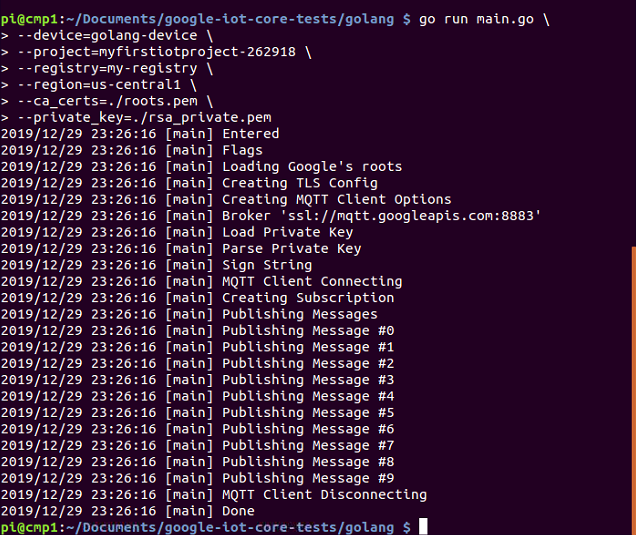 pi@cmp1:~/Documents/google-iot-core-tests/golang $ go run main.go \
> --device=golang-device \
> --project=myfirstiotproject-262918 \
> --registry=my-registry \
> --region=us-central1 \
> --ca_certs=./roots.pem \
> --private_key=./rsa_private.pem
2019/12/29 23:26:16 [main] Entered
2019/12/29 23:26:16 [main] Flags
2019/12/29 23:26:16 [main] Loading Google's roots
2019/12/29 23:26:16 [main] Creating TLS Config
2019/12/29 23:26:16 [main] Creating MQTT Client Options
2019/12/29 23:26:16 [main] Broker 'ssl://mqtt.googleapis.com:8883'
2019/12/29 23:26:16 [main] Load Private Key
2019/12/29 23:26:16 [main] Parse Private Key
2019/12/29 23:26:16 [main] Sign String
2019/12/29 23:26:16 [main] MQTT Client Connecting
2019/12/29 23:26:16 [main] Creating Subscription
2019/12/29 23:26:16 [main] Publishing Messages
2019/12/29 23:26:16 [main] Publishing Message #0
2019/12/29 23:26:16 [main] Publishing Message #1
2019/12/29 23:26:16 [main] Publishing Message #2
2019/12/29 23:26:16 [main] Publishing Message #3
2019/12/29 23:26:16 [main] Publishing Message #4
2019/12/29 23:26:16 [main] Publishing Message #5
2019/12/29 23:26:16 [main] Publishing Message #6
2019/12/29 23:26:16 [main] Publishing Message #7
2019/12/29 23:26:16 [main] Publishing Message #8
2019/12/29 23:26:16 [main] Publishing Message #9
2019/12/29 23:26:16 [main] MQTT Client Disconnecting
2019/12/29 23:26:16 [main] Done
pi@cmp1:~/Documents/google-iot-core-tests/golang $